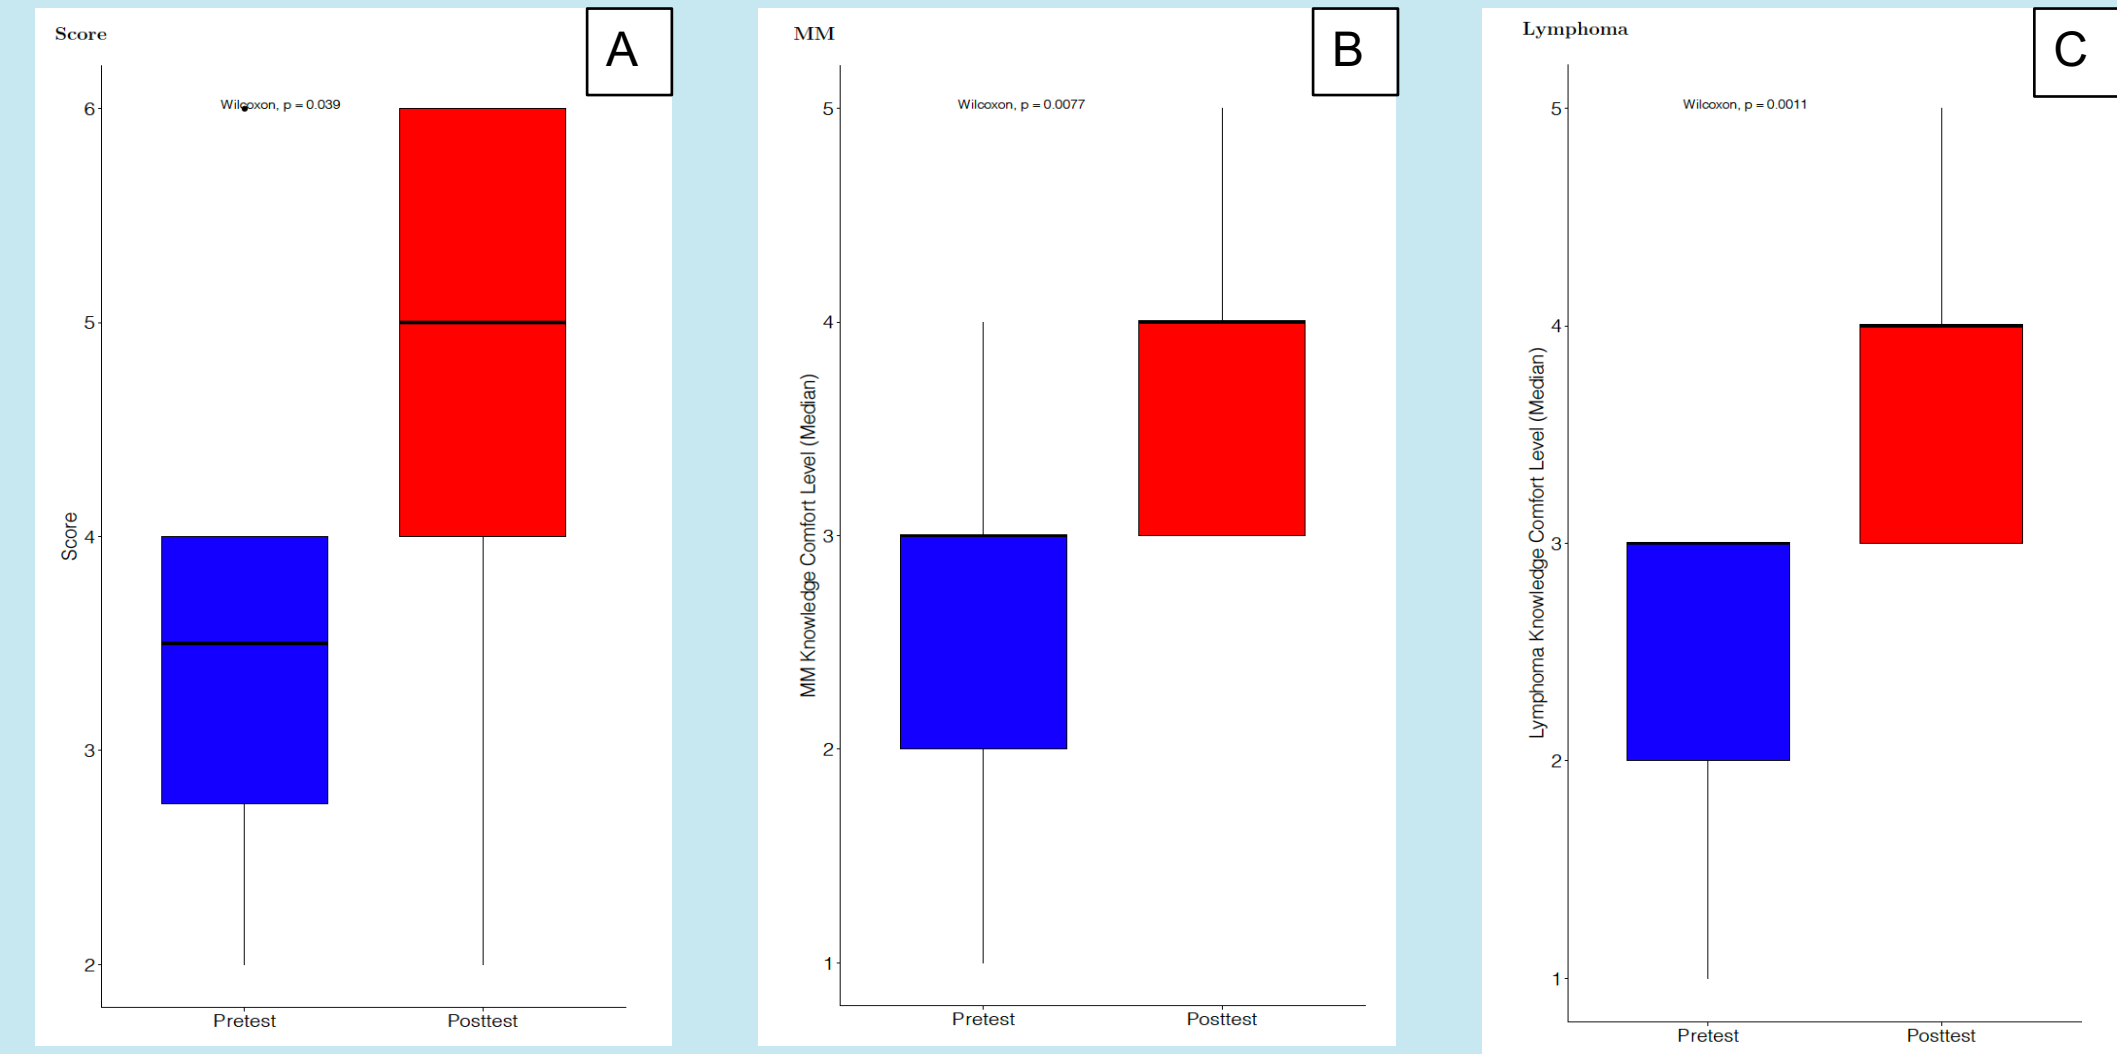 Score
A
Wilcoxon, p = 0.039
6
5
4
3
2
Score
Pretest
Posttest
MM
B
Wilcoxon, p = 0.0077
5
4
3
2
1
MM Knowledge Comfort Level (Median)
Pretest
Posttest
Lymphoma
C
Wilcoxon, p = 0.0011
5
4
3
2
1
Lymphoma Knowledge Comfort Level (Median)
Pretest
Posttest